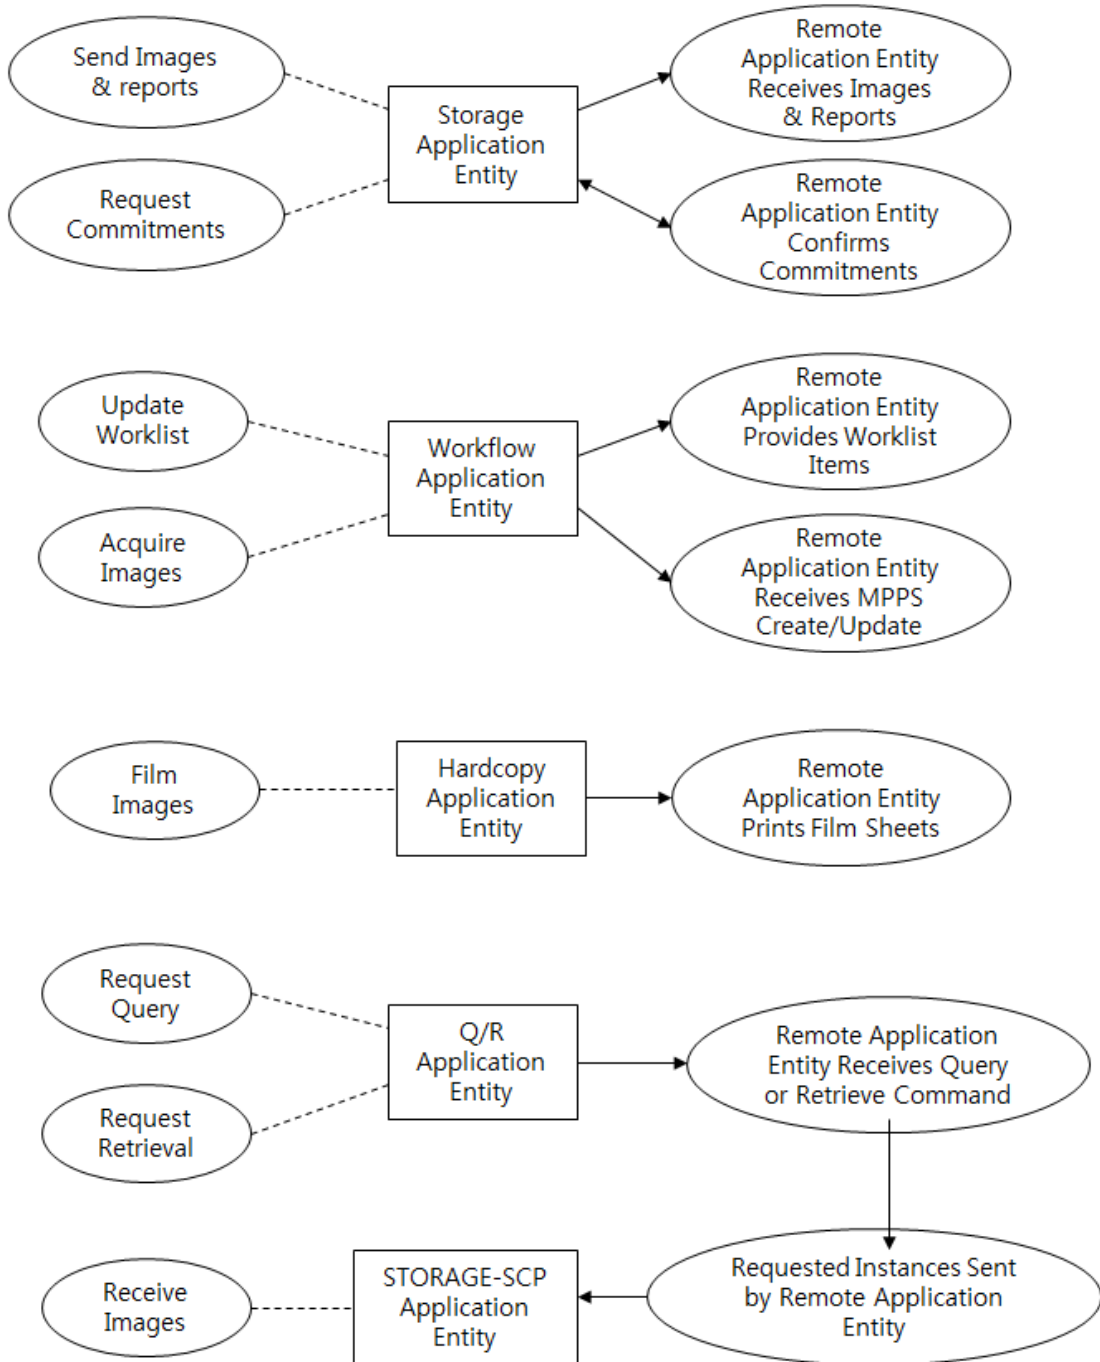 Send Images
& reports
Storage
Application
Entity
Remote
Application Entity
Receives Images
& Reports
Request
Commitments
Remote
Application Entity
Confirms
Commitments
Update
Worklist
Workflow
Application
Entity
Remote
Application Entity
Provides Worklist
Items
Acquire
Images
Remote
Application Entity
Receives MPPS
Create/Update
Film
Images
Hardcopy
Application
Entity
Remote
Application Entity
Prints Film Sheets
Request
Query
Q/R
Application
Entity
Remote Application
Entity Receives Query
or Retrieve Command
Request
Retrieval
Receive
Images
STORAGE-SCP
Application
Entity
Requested Instances Sent
by Remote Application
Entity